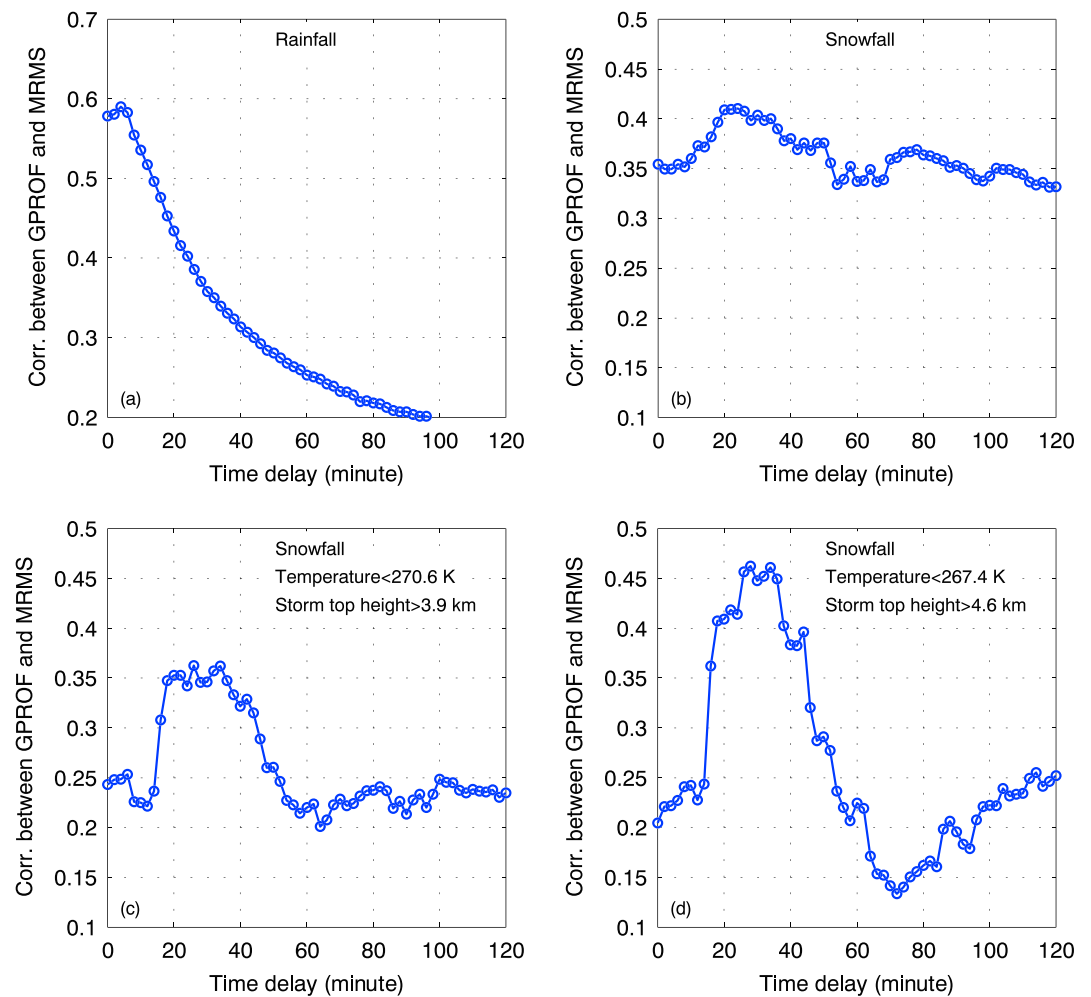 Rainfall
Corr. between GPROF and MRMS
0.7
0.6
0.5
0.4
0.3
0.2
(a)
0 20 40 60 80 100 120
Time delay (minute)
Snowfall
Corr. between GPROF and MRMS
0.5
0.45
0.4
0.35
0.3
0.25
0.2
0.15
0.1
(b)
0 20 40 60 80 100 120
Time delay (minute)
Snowfall
Temperature<270.6 K
Storm top height>3.9 km
Corr. between GPROF and MRMS
0.5
0.45
0.4
0.35
0.3
0.25
0.2
0.15
0.1
(c)
0 20 40 60 80 100 120
Time delay (minute)
Snowfall
Temperature<267.4 K
Storm top height>4.6 km
Corr. between GPROF and MRMS
0.5
0.45
0.4
0.35
0.3
0.25
0.2
0.15
0.1
(d)
0 20 40 60 80 100 120
Time delay (minute)